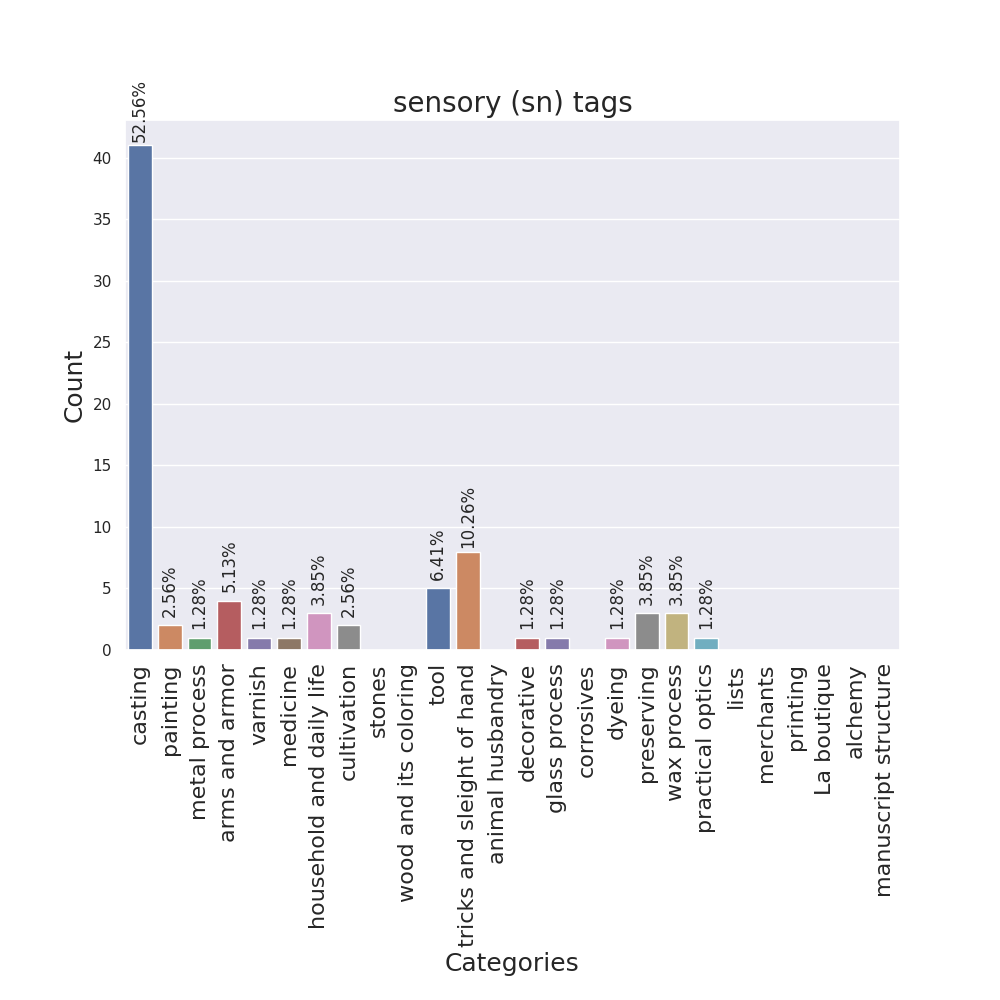 sensory (sn) tags
Count
40
35
30
25
20
15
10
5
0
52.56%
2.56%
1.28%
5.13%
1.28%
1.28%
3.85%
2.56%
6.41%
10.26%
1.28%
1.28%
1.28%
3.85%
3.85%
1.28%
casting
painting
metal process
arms and armor
varnish
medicine
household and daily life
cultivation
stones
wood and its coloring
tool
tricks and sleight of hand
animal husbandry
decorative
glass process
corrosives
dyeing
preserving
wax process
practical optics
lists
merchants
printing
La boutique
alchemy
manuscript structure
Categories